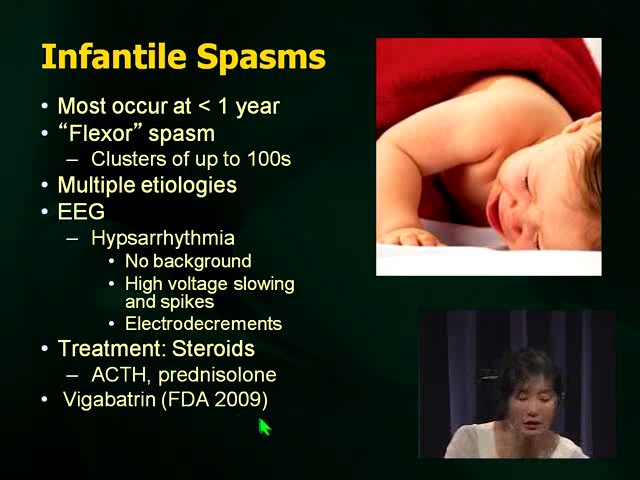 Infantile Spasms
• Most occur at < 1 year
• “Flexor” spasm
– Clusters of up to 100s
• Multiple etiologies
• EEG
– Hypsarrhythmia
• No background
• High voltage slowing
and spikes
• Electrodecrements
• Treatment: Steroids
– ACTH, prednisolone
• Vigabatrin (FDA 2009)